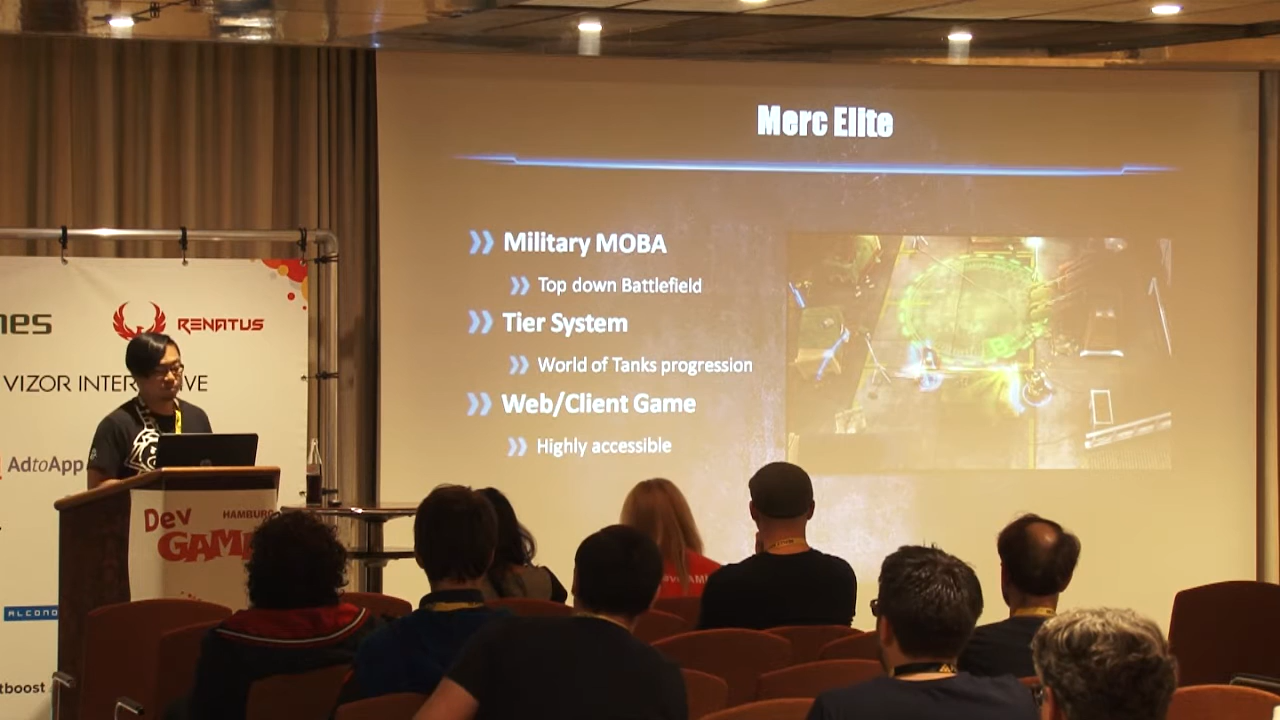 Merc Elite
Military MOBA
Top down Battlefield
Tier System
World of Tanks progression
Web/Client Game
Highly accessible
RENATUS
AdtoApp
Dev
HAMBURG